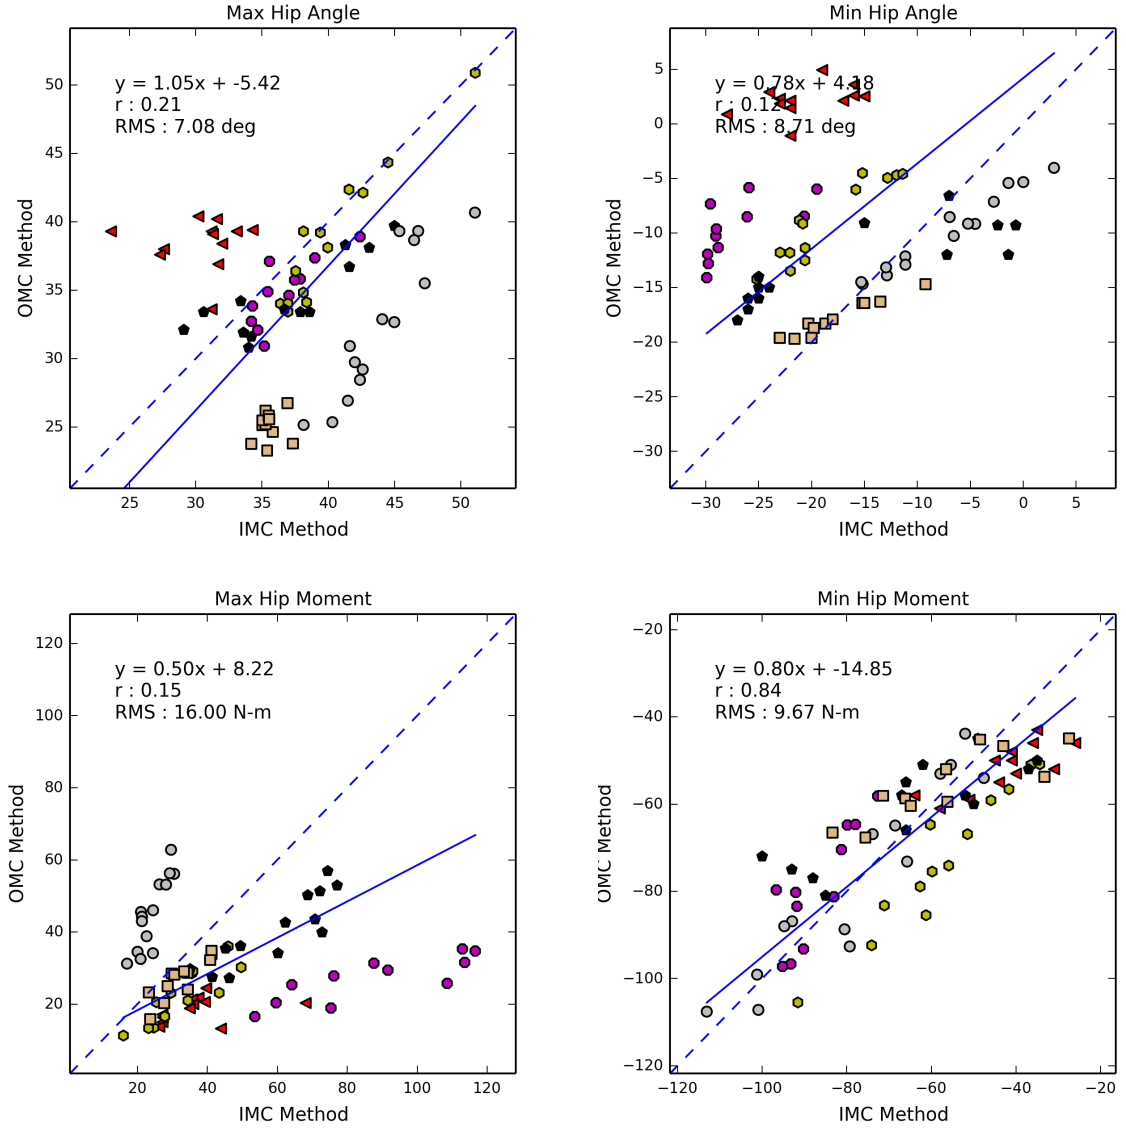 Max Hip Angle
y = 1.05x + -5.42
r : 0.21
RMS : 7.08 deg
OMC Method
50
45
40
35
30
25
25 30 35 40 45 50
IMC Method
Min Hip Angle
y = 0.78x + 4.18
r : 0.12
RMS : 8.71 deg
OMC Method
5
0
−5
−10
−15
−20
−25
−30
−30 −25 −20 −15 −10 −5 0 5
IMC Method
Max Hip Moment
y = 0.50x + 8.22
r : 0.15
RMS : 16.00 N-m
OMC Method
120
100
80
60
40
20
20 40 60 80 100 120
IMC Method
Min Hip Moment
y = 0.80x + -14.85
r : 0.84
RMS : 9.67 N-m
OMC Method
−20
−40
−60
−80
−100
−120
−120 −100 −80 −60 −40 −20
IMC Method